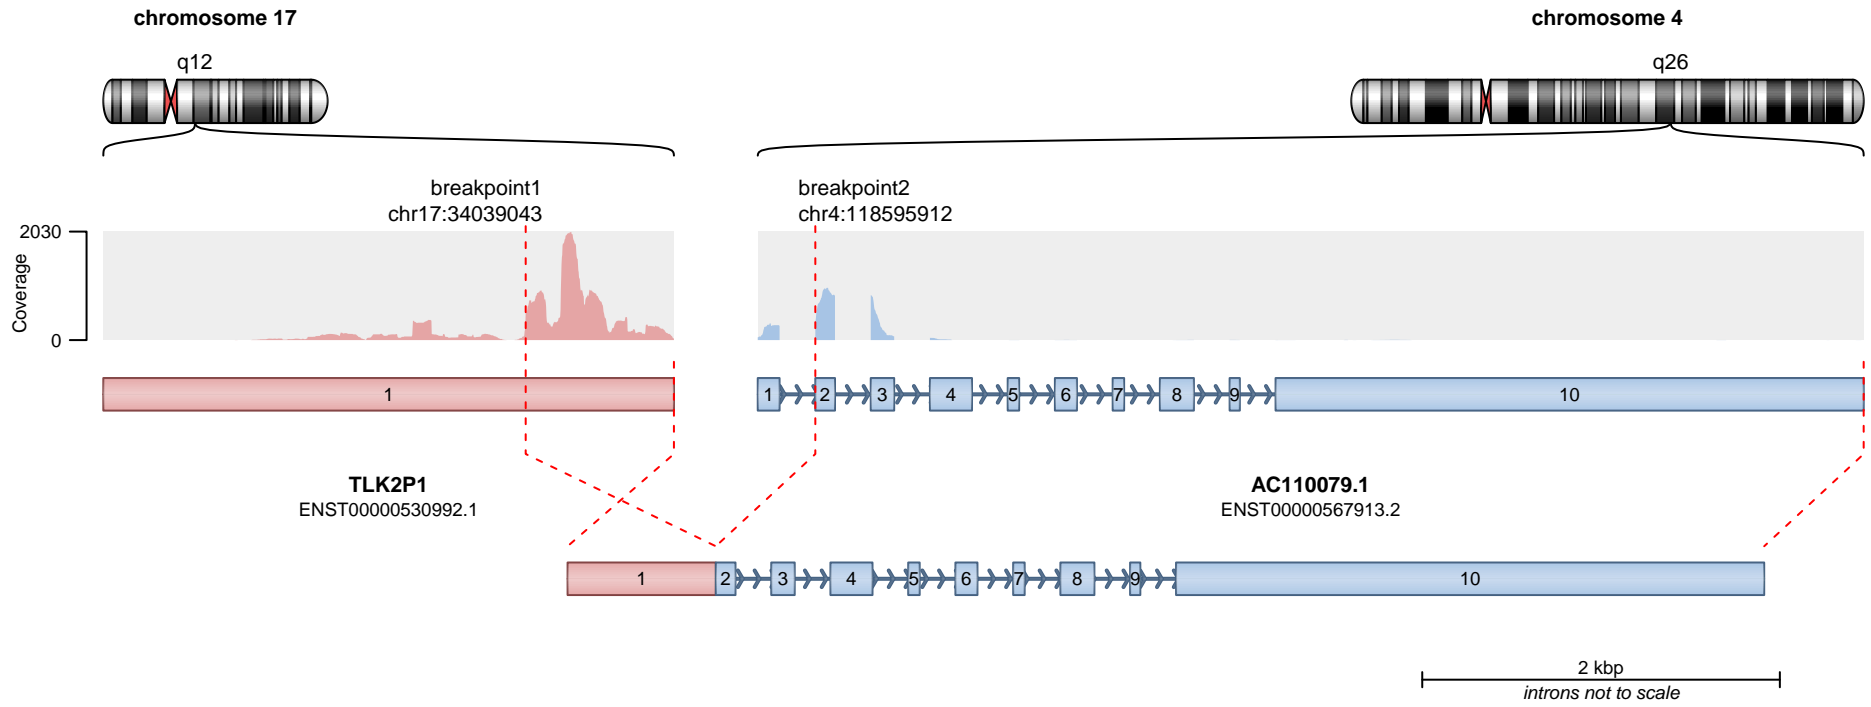 chromosome 17
chromosome 4
q12
q26
breakpoint1
chr17:34039043
breakpoint2
chr4:118595912
2030
Coverage
0
1
1 2 3 4 5 6 7 8 9 10
TLK2P1
ENST00000530992.1
AC110079.1
ENST00000567913.2
1 2 3 4 5 6 7 8 9 10
2 kbp
introns not to scale